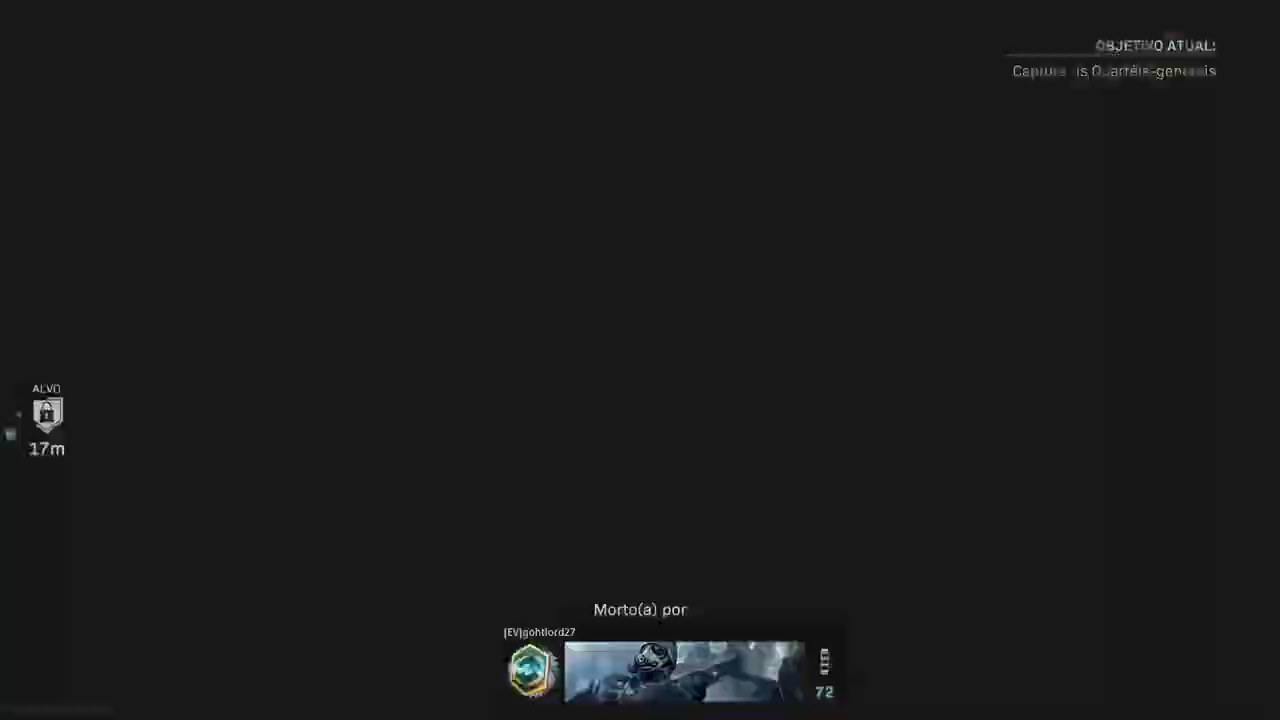 OBJETIVO ATUAL:
ALVO
17m
Morto(a) por
[EV]gohtlord27
72